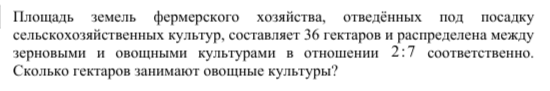 Площадь земель фермерского хозяйства, отведённых под посадку
сельскохозяйственных культур, составляет 36 гектаров и распределена между
зерновыми и овощными культурами в отношении 2:7 соответственно.
Сколько гектаров занимают овощные культуры?